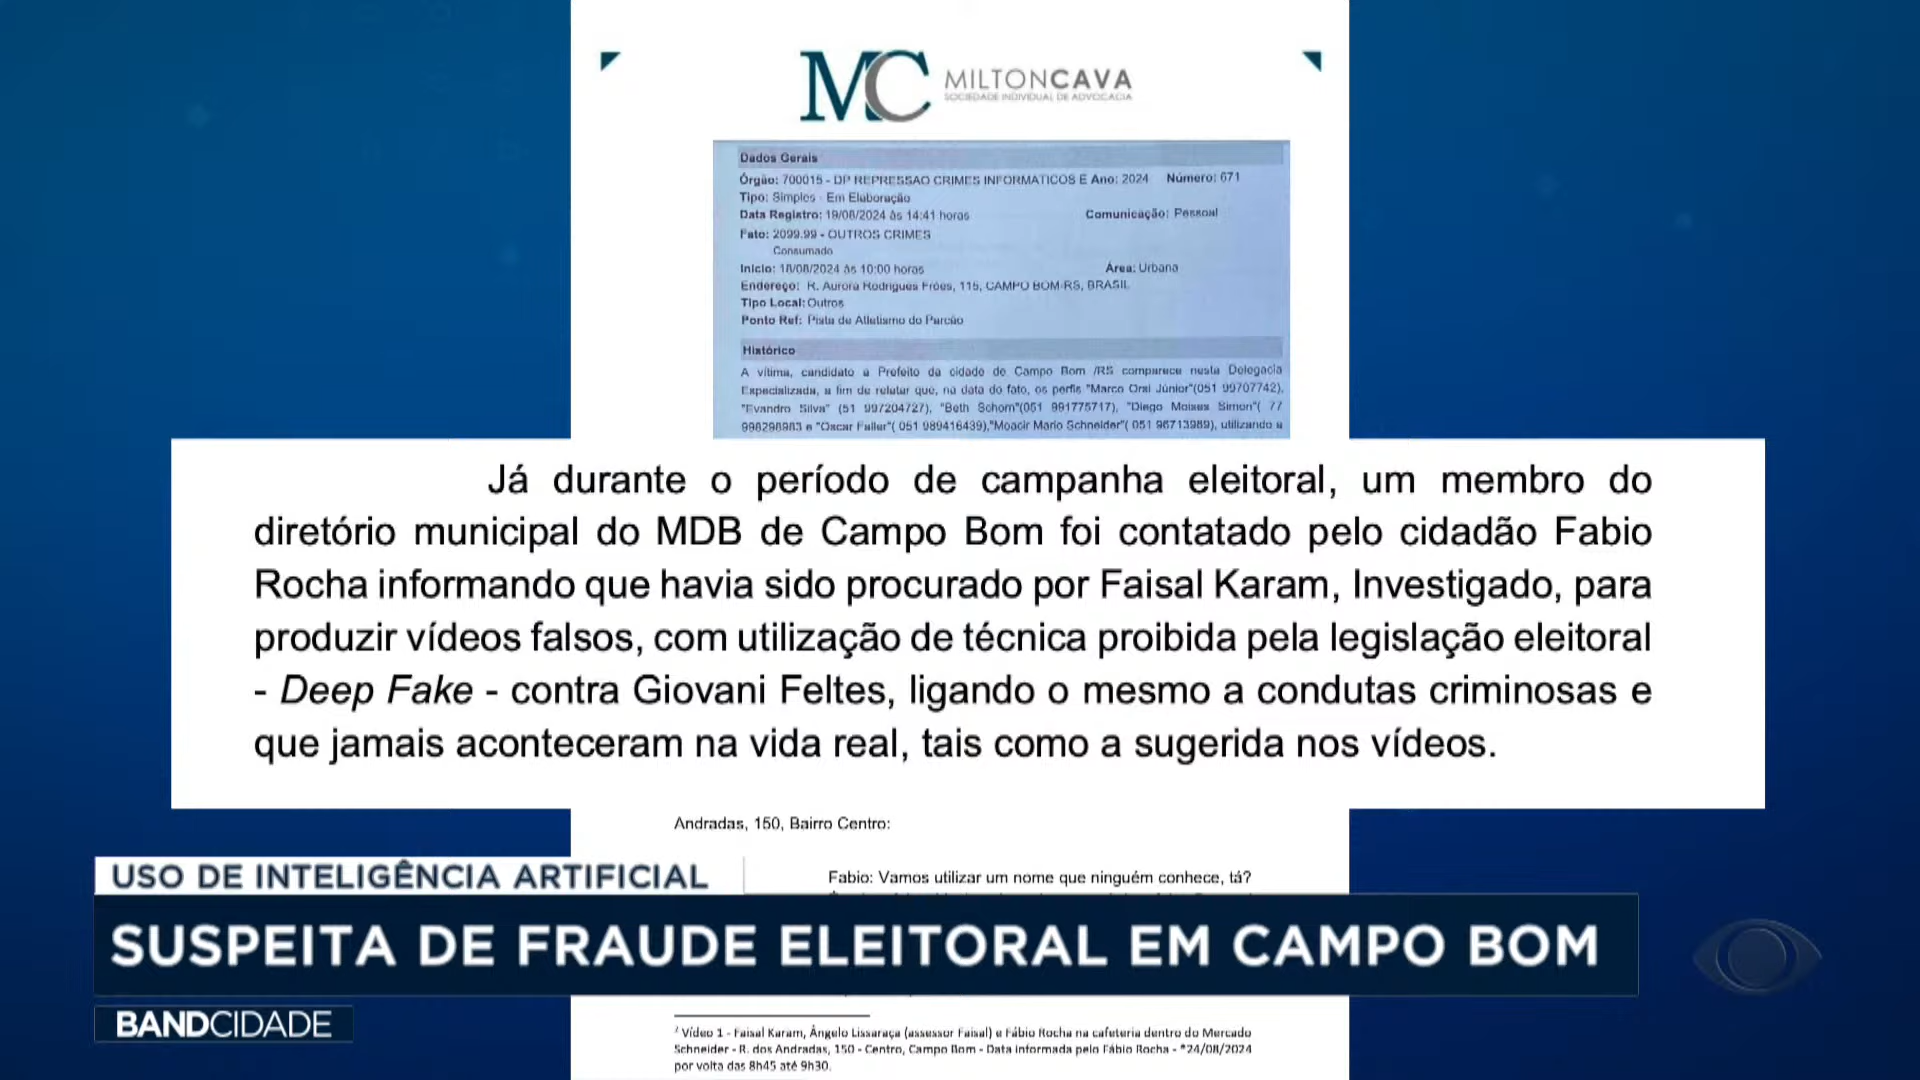 MC MILTONCAVA
SOCIEDADE INDIVIDUAL DE ADVOCACIA
Dados Gerais
Órgão: 700015 - DP REPRESSAO CRIMES INFORMATICOS E Ano: 2024 Número: 671
Tipo: Simples - Em Elaboração
Data Registro: 19/08/2024 às 14:41 horas Comunicação: Pessoal
Fato: 2099.99 - OUTROS CRIMES
Consumado
Início: 18/08/2024 às 10:00 horas Área: Urbana
Endereço: R. Aurora Rodrigues Fróes, 115, CAMPO BOM-RS, BRASIL
Tipo Local: Outros
Ponto Ref: Pista de Atletismo do Parcão
Histórico
A vítima, candidato a Prefeito da cidade de Campo Bom /RS comparece nesta Delegacia
Especializada, a fim de relatar que, na data do fato, os perfis "Marco Orsi Júnior"(051 99707742),
"Evandro Silva" (51 997204727), "Beth Schom"(051 991775717), "Diego Moises Simon"( 77
998298983 e "Oscar Faller"( 051 989416439),"Moacir Mario Schneider"( 051 96713989), utilizando a
Já durante o período de campanha eleitoral, um membro do
diretório municipal do MDB de Campo Bom foi contatado pelo cidadão Fabio
Rocha informando que havia sido procurado por Faisal Karam, Investigado, para
produzir vídeos falsos, com utilização de técnica proibida pela legislação eleitoral
- Deep Fake - contra Giovani Feltes, ligando o mesmo a condutas criminosas e
que jamais aconteceram na vida real, tais como a sugerida nos vídeos.
Andradas, 150, Bairro Centro:
Fabio: Vamos utilizar um nome que ninguém conhece, tá?
USO DE INTELIGÊNCIA ARTIFICIAL
SUSPEITA DE FRAUDE ELEITORAL EM CAMPO BOM
BANDCIDADE
Vídeo 1 - Faisal Karam, Ângelo Lissaraça (assessor Faisal) e Fábio Rocha na cafeteria dentro do Mercado
Schneider - R. dos Andradas, 150 - Centro, Campo Bom - Data informada pelo Fábio Rocha - *24/08/2024
por volta das 8h45 até 9h30.